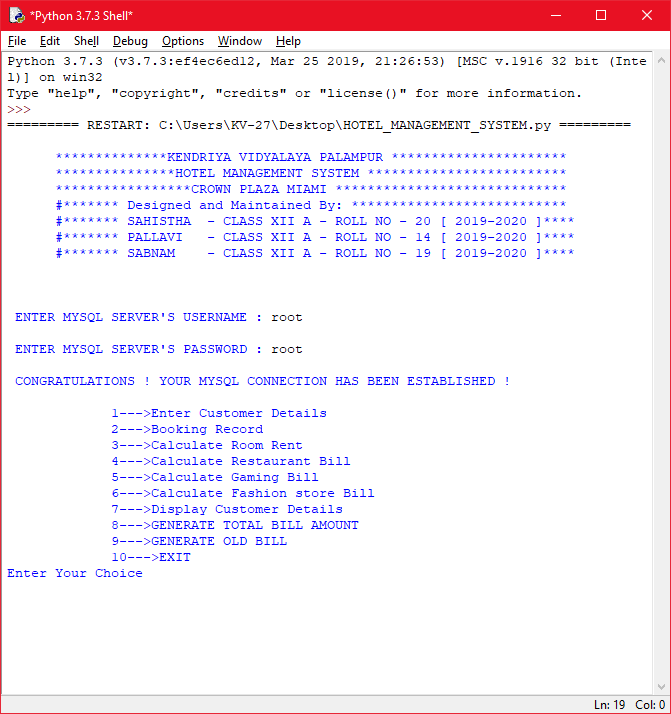 *Python 3.7.3 Shell*
File Edit Shell Debug Options Window Help
Python 3.7.3 (v3.7.3:ef4ec6ed12, Mar 25 2019, 21:26:53) [MSC v.1916 32 bit (Inte
l)] on win32
Type "help", "copyright", "credits" or "license()" for more information.
>>>
========= RESTART: C:\Users\KV-27\Desktop\HOTEL_MANAGEMENT_SYSTEM.py =========
**************KENDRIYA VIDYALAYA PALAMPUR **********************
***************HOTEL MANAGEMENT SYSTEM *************************
*****************CROWN PLAZA MIAMI *****************************
#******* Designed and Maintained By: ***************************
#******* SAHISTHA  - CLASS XII A - ROLL NO - 20 [ 2019-2020 ]****
#******* PALLAVI   - CLASS XII A - ROLL NO - 14 [ 2019-2020 ]****
#******* SABNAM    - CLASS XII A - ROLL NO - 19 [ 2019-2020 ]****
ENTER MYSQL SERVER'S USERNAME : root
ENTER MYSQL SERVER'S PASSWORD : root
CONGRATULATIONS ! YOUR MYSQL CONNECTION HAS BEEN ESTABLISHED !
1--->Enter Customer Details
2--->Booking Record
3--->Calculate Room Rent
4--->Calculate Restaurant Bill
5--->Calculate Gaming Bill
6--->Calculate Fashion store Bill
7--->Display Customer Details
8--->GENERATE TOTAL BILL AMOUNT
9--->GENERATE OLD BILL
10--->EXIT
Enter Your Choice
Ln: 19 Col: 0